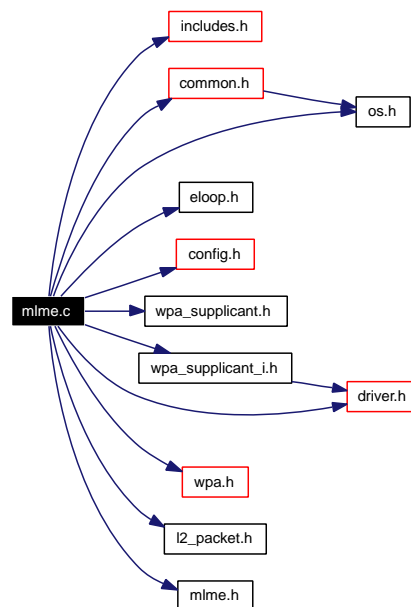 includes.h
common.h
os.h
eloop.h
config.h
mlme.c
wpa_supplicant.h
wpa_supplicant_i.h
driver.h
wpa.h
l2_packet.h
mlme.h